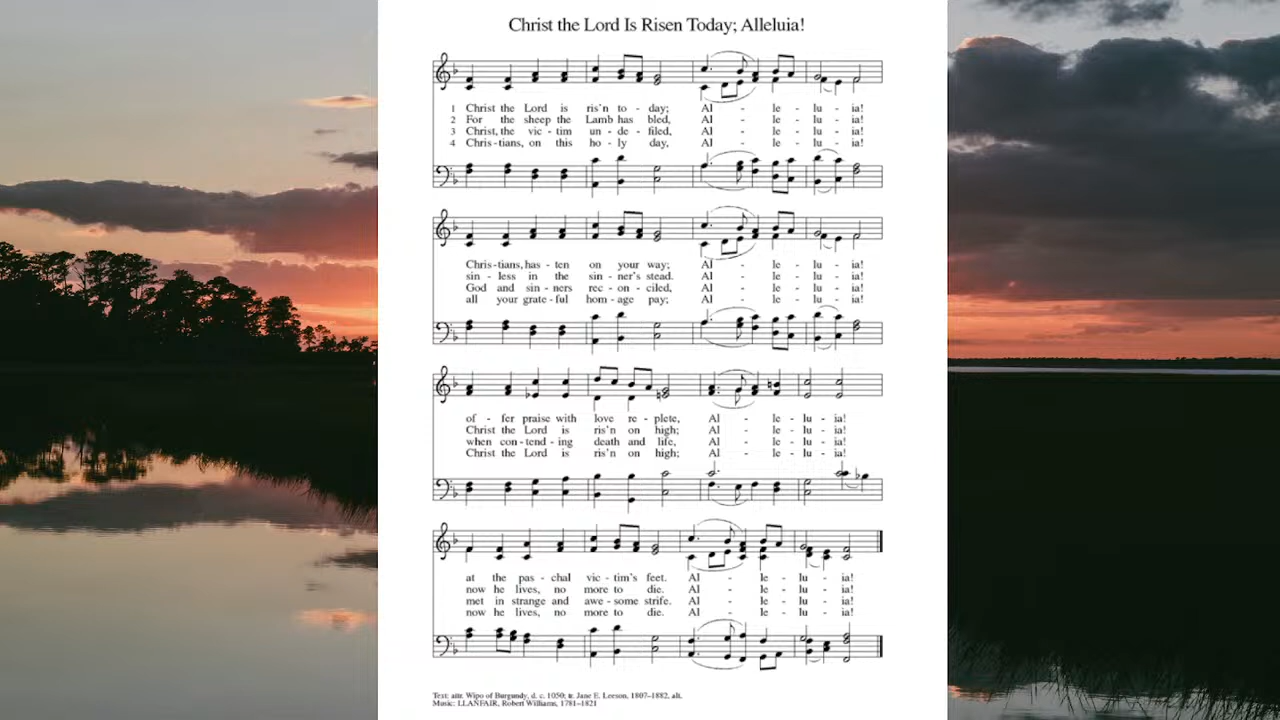 Christ the Lord Is Risen Today; Alleluia!
1 Christ the Lord is ris'n to - day; Al - le - lu - ia!
2 For the sheep the Lamb has bled, Al - le - lu - ia!
3 Christ, the vic - tim un - de - filed, Al - le - lu - ia!
4 Chris - tians, on this ho - ly day, Al - le - lu - ia!
Chris - tians, has - ten on your way; Al - le - lu - ia!
sin - less in the sin - ner's stead. Al - le - lu - ia!
God and sin - ners rec - on - ciled, Al - le - lu - ia!
all your grate - ful hom - age pay; Al - le - lu - ia!
of - fer praise with love re - plete, Al - le - lu - ia!
Christ the Lord is ris'n on high; Al - le - lu - ia!
when con - tend - ing death and life, Al - le - lu - ia!
Christ the Lord is ris'n on high; Al - le - lu - ia!
at the pas - chal vic - tim's feet. Al - le - lu - ia!
now he lives, no more to die. Al - le - lu - ia!
met in strange and awe - some strife. Al - le - lu - ia!
now he lives, no more to die. Al - le - lu - ia!
Text: attr. Wipo of Burgundy, d. c. 1050; tr. Jane E. Leeson, 1807–1882, alt.
Music: LLANFAIR, Robert Williams, 1781–1821